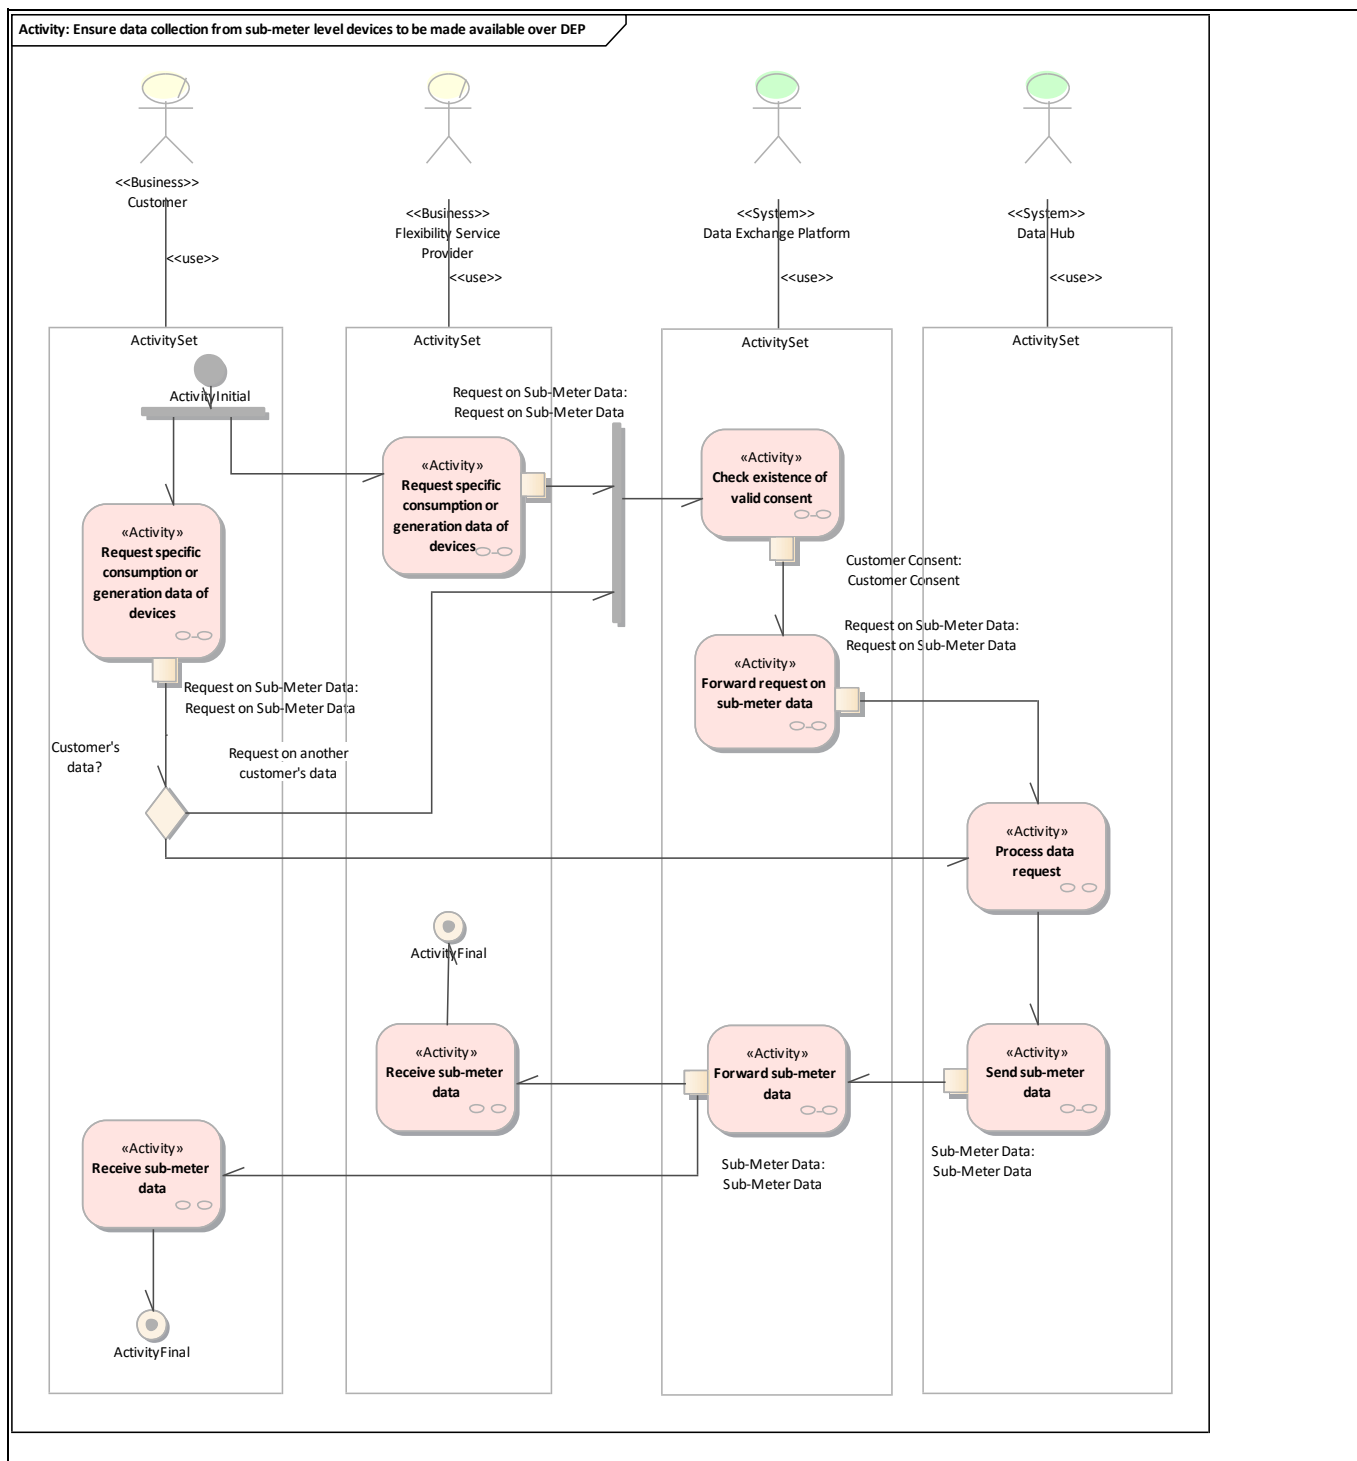 Activity: Ensure data collection from sub-meter level devices to be made available over DEP
<<Business>>
Customer
<<use>>
<<Business>>
Flexibility Service
Provider
<<use>>
<<System>>
Data Exchange Platform
<<use>>
<<System>>
Data Hub
<<use>>
ActivitySet
ActivitySet
ActivitySet
ActivitySet
ActivityInitial
Request on Sub-Meter Data:
Request on Sub-Meter Data
«Activity»
Request specific
consumption or
generation data of
devices
«Activity»
Check existence of
valid consent
«Activity»
Request specific
consumption or
generation data of
devices
Customer Consent:
Customer Consent
Request on Sub-Meter Data:
Request on Sub-Meter Data
«Activity»
Forward request on
sub-meter data
Request on Sub-Meter Data:
Request on Sub-Meter Data
Customer's
data?
Request on another
customer's data
«Activity»
Process data
request
ActivityFinal
«Activity»
Receive sub-meter
data
«Activity»
Forward sub-meter
data
«Activity»
Send sub-meter
data
«Activity»
Receive sub-meter
data
Sub-Meter Data:
Sub-Meter Data
Sub-Meter Data:
Sub-Meter Data
ActivityFinal